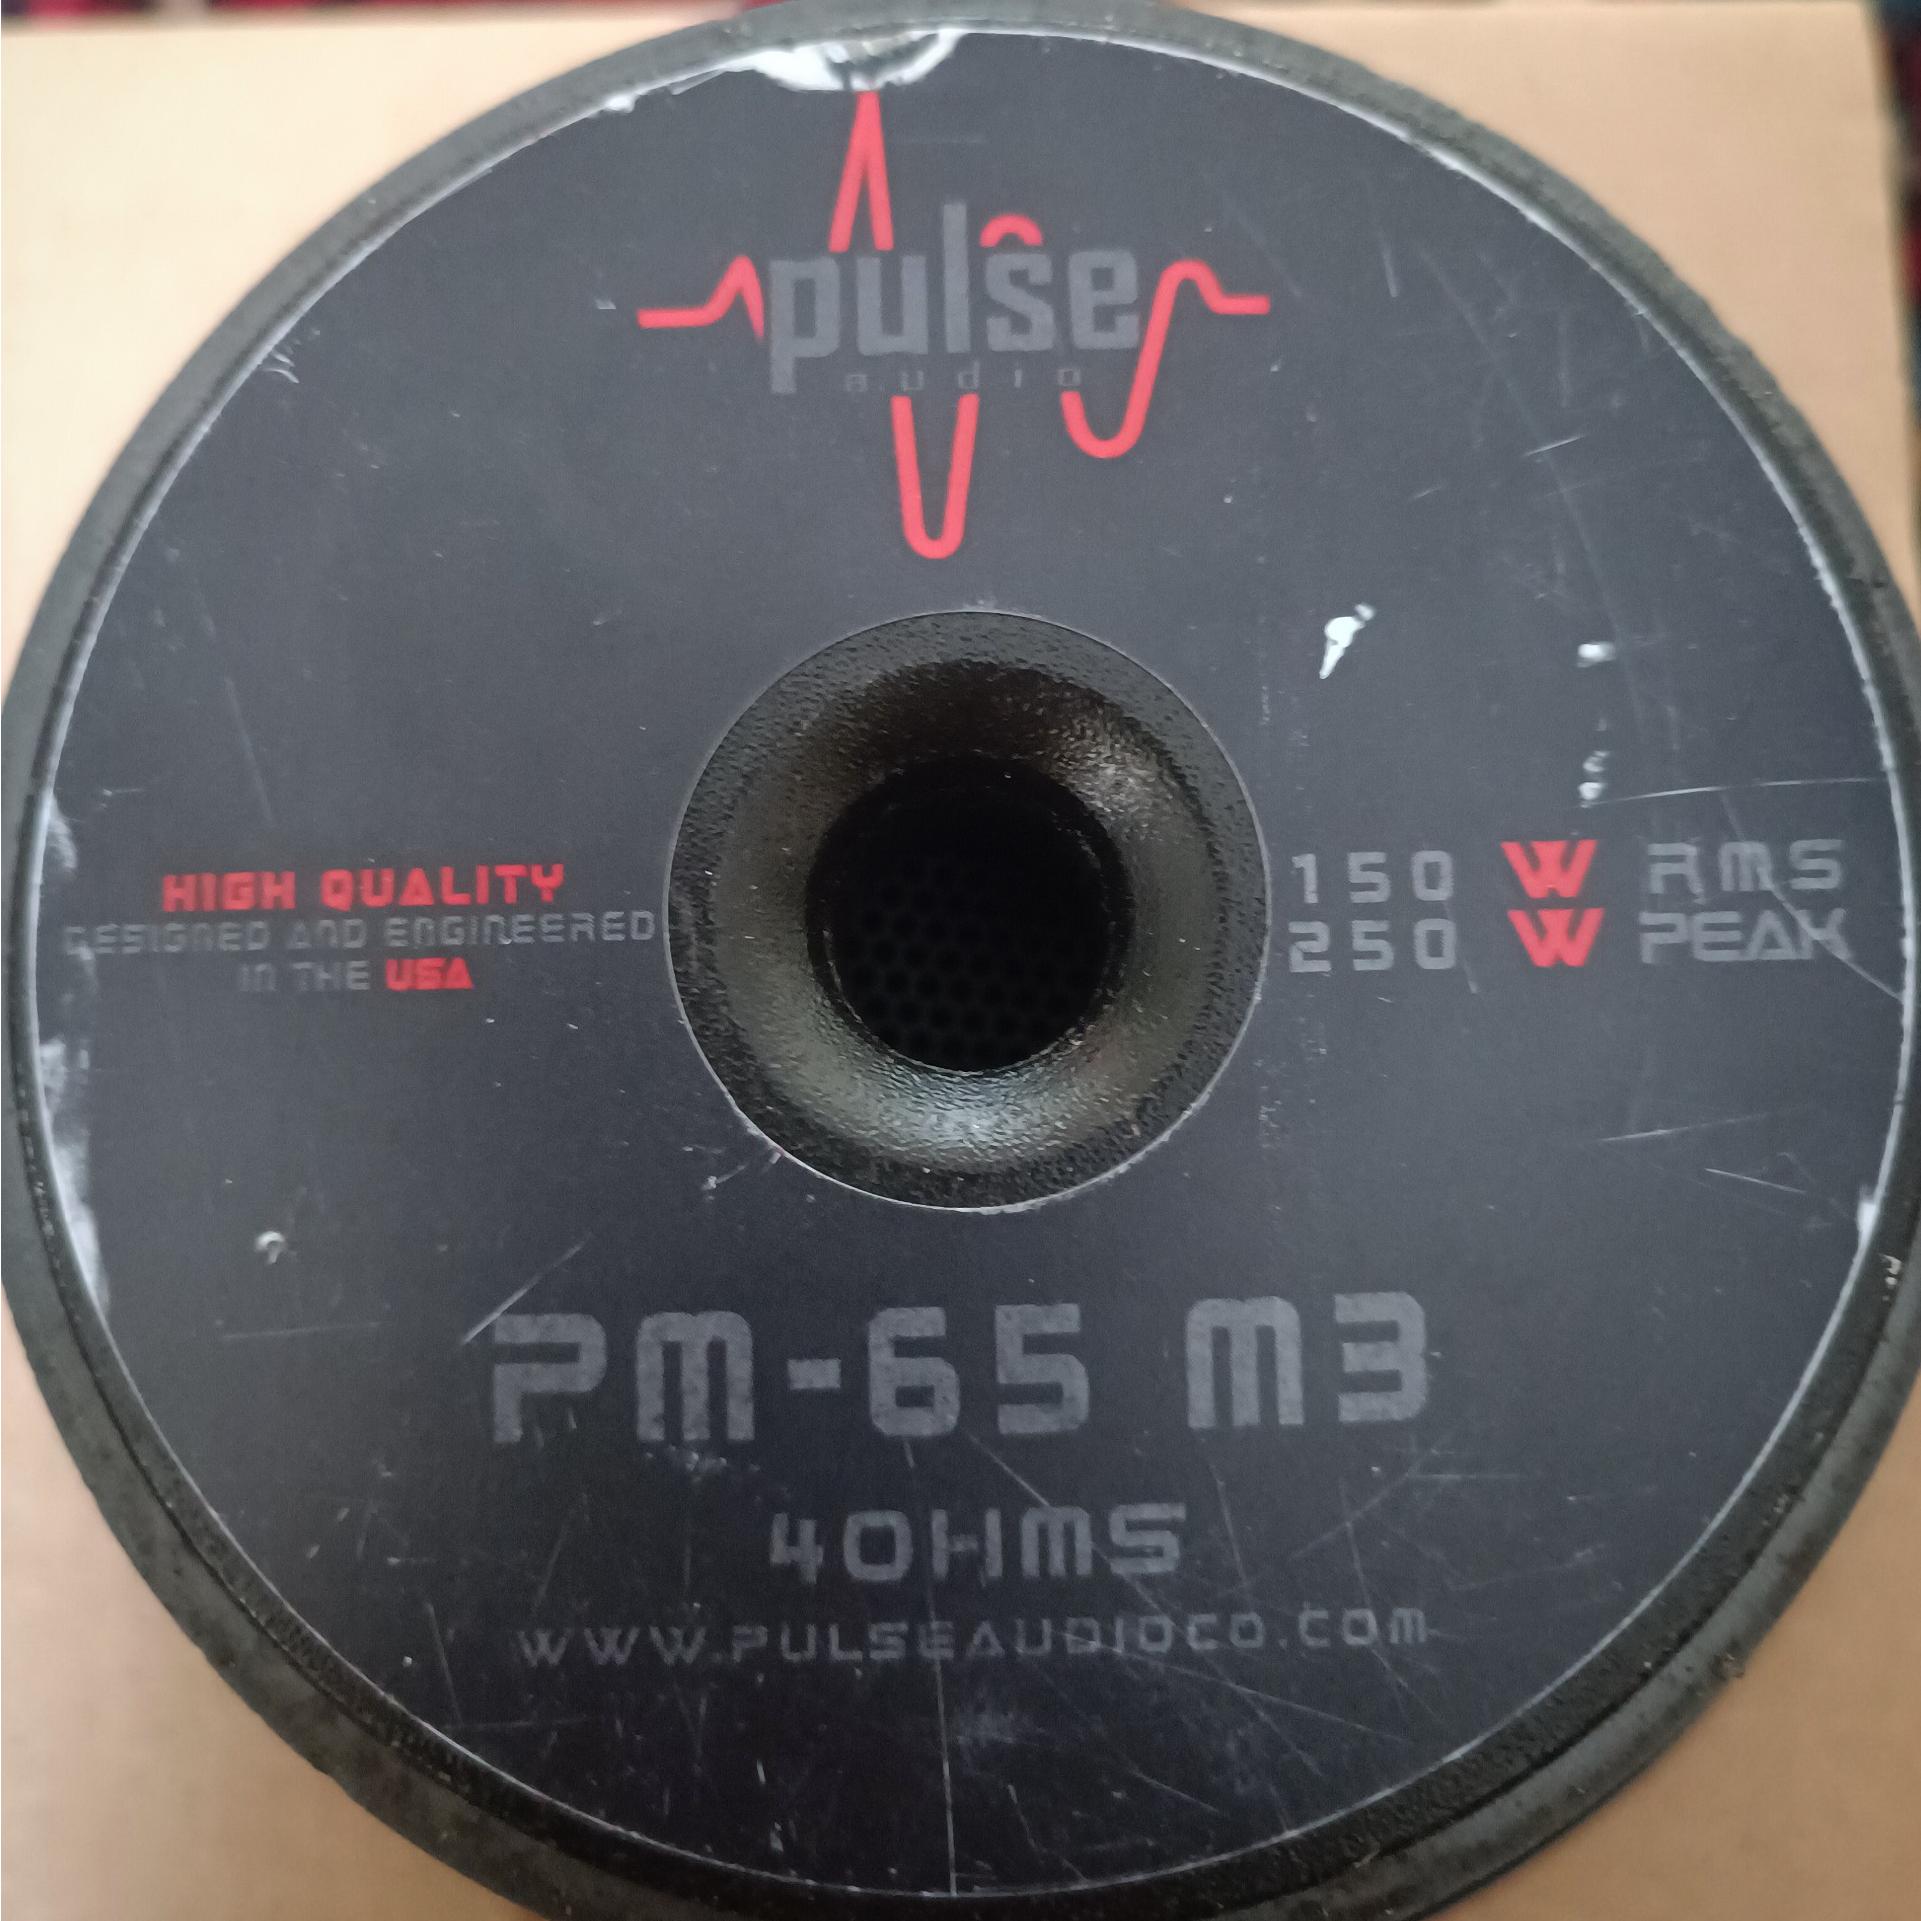 pulse
audio
HIGH QUALITY
DESIGNED AND ENGINEERED
IN THE USA
150 W RMS
250 W PEAK
PM-65 M3
4OHMS
WWW.PULSEAUDIOCO.COM